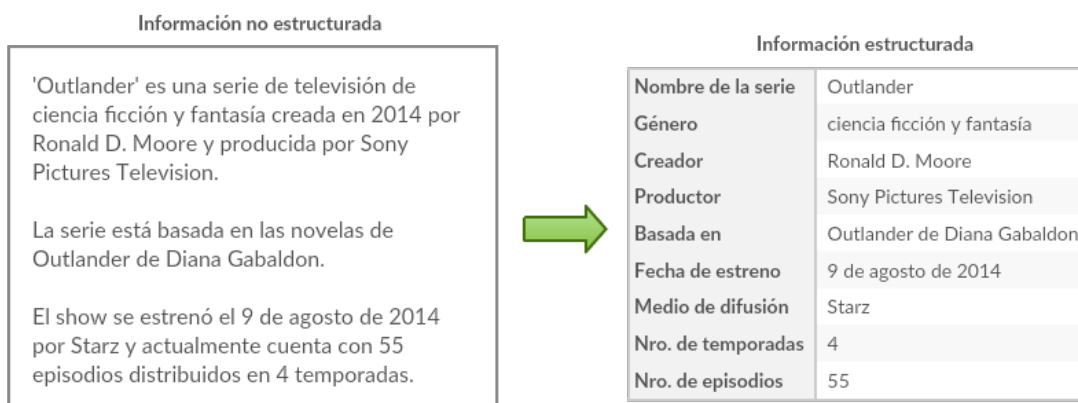 Información no estructurada
'Outlander' es una serie de televisión de
ciencia ficción y fantasía creada en 2014 por
Ronald D. Moore y producida por Sony
Pictures Television.
La serie está basada en las novelas de
Outlander de Diana Gabaldon.
El show se estrenó el 9 de agosto de 2014
por Starz y actualmente cuenta con 55
episodios distribuidos en 4 temporadas.
Información estructurada
Nombre de la serie Outlander
Género ciencia ficción y fantasía
Creador Ronald D. Moore
Productor Sony Pictures Television
Basada en Outlander de Diana Gabaldon
Fecha de estreno 9 de agosto de 2014
Medio de difusión Starz
Nro. de temporadas 4
Nro. de episodios 55